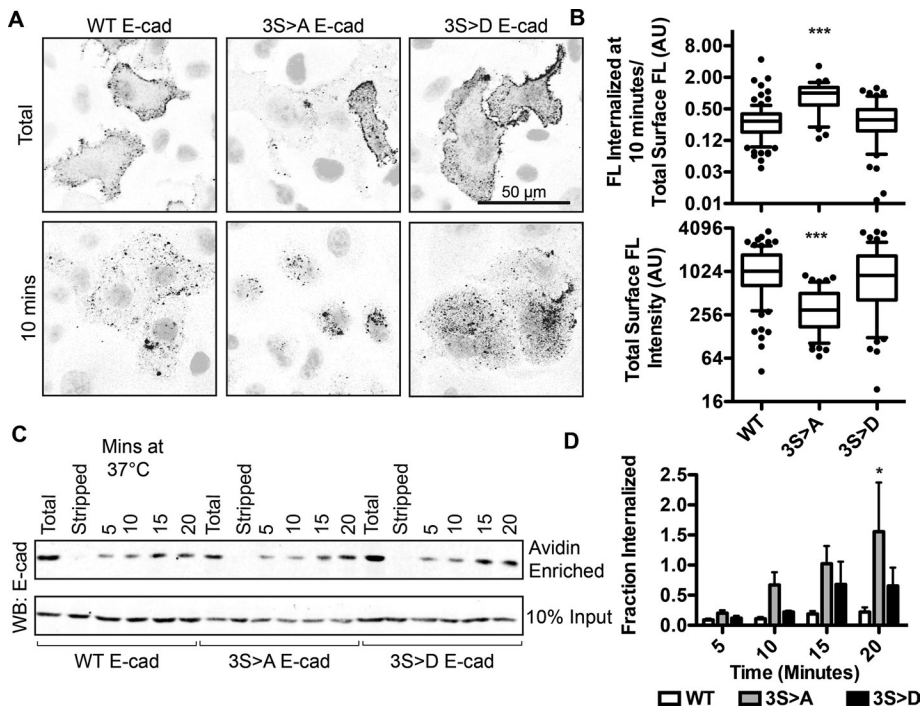 A
WT E-cad
3S>A E-cad
3S>D E-cad
Total
10 mins
50 µm
B
FL Internalized at
10 minutes/
Total Surface FL (AU)
8.00
2.00
0.50
0.12
0.03
0.01
***
Total Surface FL
Intensity (AU)
4096
1024
256
64
16
***
WT
3S>A
3S>D
C
Mins at
37°C
Total
Stripped
5
10
15
20
Total
Stripped
5
10
15
20
Total
Stripped
5
10
15
20
WB: E-cad
Avidin
Enriched
10% Input
WT E-cad
3S>A E-cad
3S>D E-cad
D
Fraction Internalized
2.5
2.0
1.5
1.0
0.5
0.0
*
5
10
15
20
Time (Minutes)
WT
3S>A
3S>D